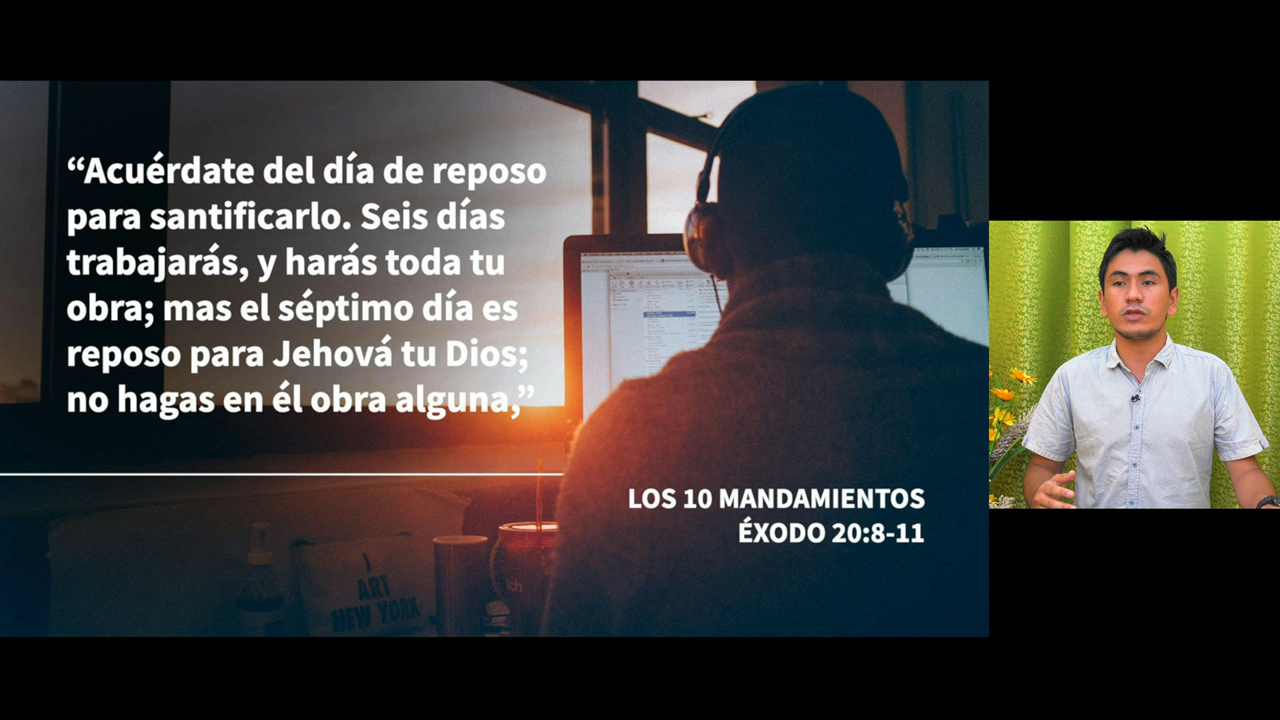 “Acuérdate del día de reposo
para santificarlo. Seis días
trabajarás, y harás toda tu
obra; mas el séptimo día es
reposo para Jehová tu Dios;
no hagas en él obra alguna,”
LOS 10 MANDAMIENTOS
ÉXODO 20:8-11
ART
NEW YORK